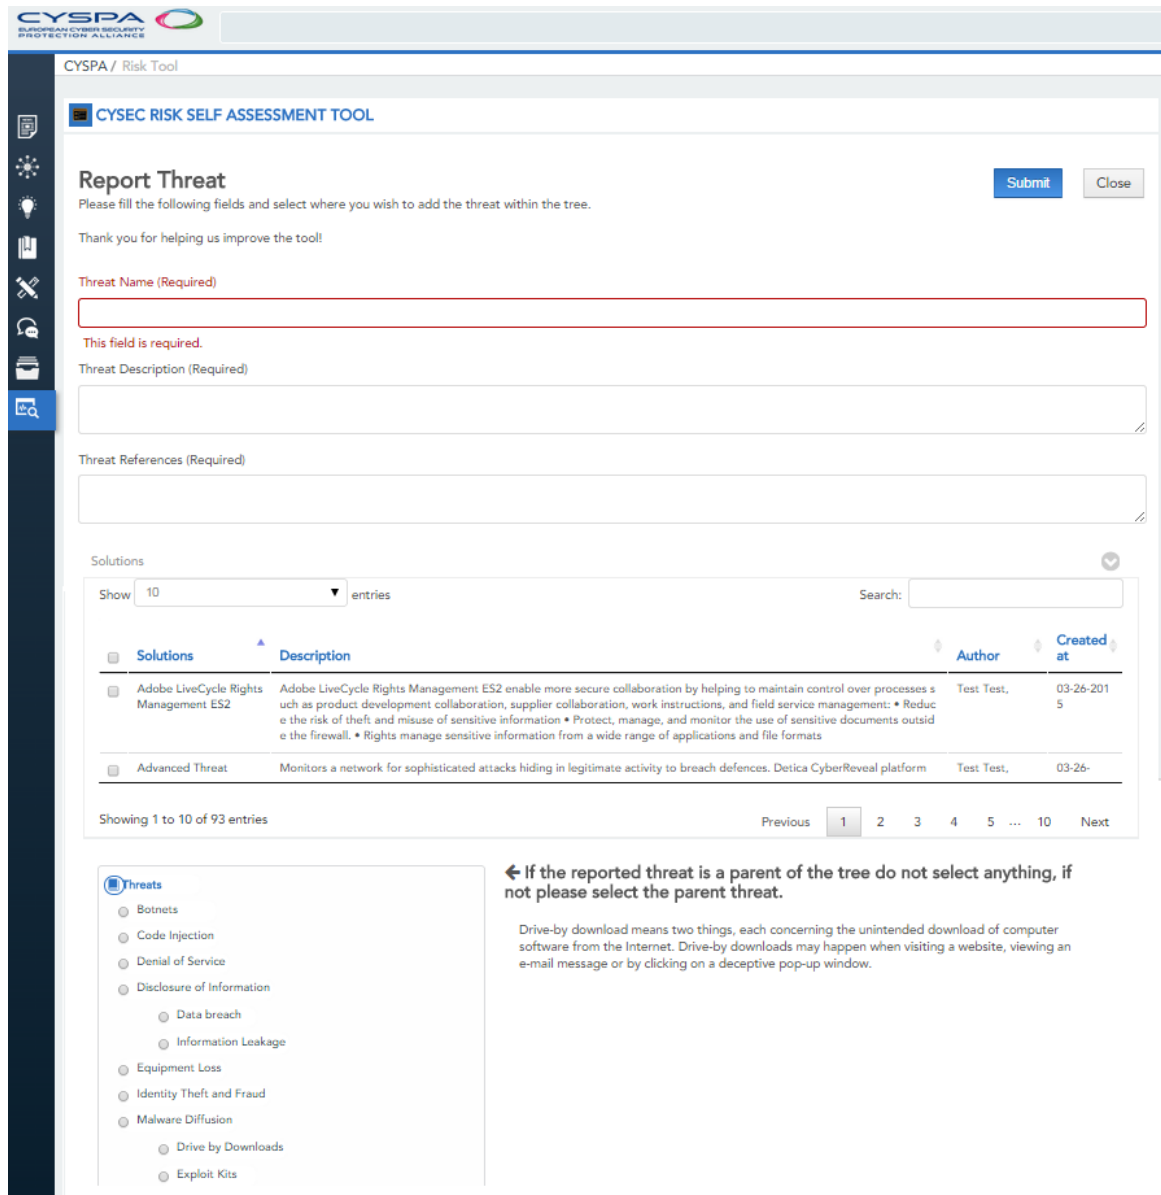 CYSPA
EUROPEAN CYBER SECURITY
PROTECTION ALLIANCE
CYSPA / Risk Tool
CYSEC RISK SELF ASSESSMENT TOOL
Report Threat
Submit
Close
Please fill the following fields and select where you wish to add the threat within the tree.
Thank you for helping us improve the tool!
Threat Name (Required)
This field is required.
Threat Description (Required)
Threat References (Required)
Solutions
Show 10 entries
Search:
Solutions Description Author Created
at
Adobe LiveCycle Rights Adobe LiveCycle Rights Management ES2 enable more secure collaboration by helping to maintain control over processes s Test Test, 03-26-201
Management ES2 uch as product development collaboration, supplier collaboration, work instructions, and field service management: • Reduc 5
e the risk of theft and misuse of sensitive information • Protect, manage, and monitor the use of sensitive documents outsid
e the firewall. • Rights manage sensitive information from a wide range of applications and file formats
Advanced Threat Monitors a network for sophisticated attacks hiding in legitimate activity to breach defences. Detica CyberReveal platform Test Test, 03-26-
Showing 1 to 10 of 93 entries
Previous 1 2 3 4 5 ... 10 Next
Threats
Botnets
Code Injection
Denial of Service
Disclosure of Information
Data breach
Information Leakage
Equipment Loss
Identity Theft and Fraud
Malware Diffusion
Drive by Downloads
Exploit Kits
If the reported threat is a parent of the tree do not select anything, if
not please select the parent threat.
Drive-by download means two things, each concerning the unintended download of computer
software from the Internet. Drive-by downloads may happen when visiting a website, viewing an
e-mail message or by clicking on a deceptive pop-up window.